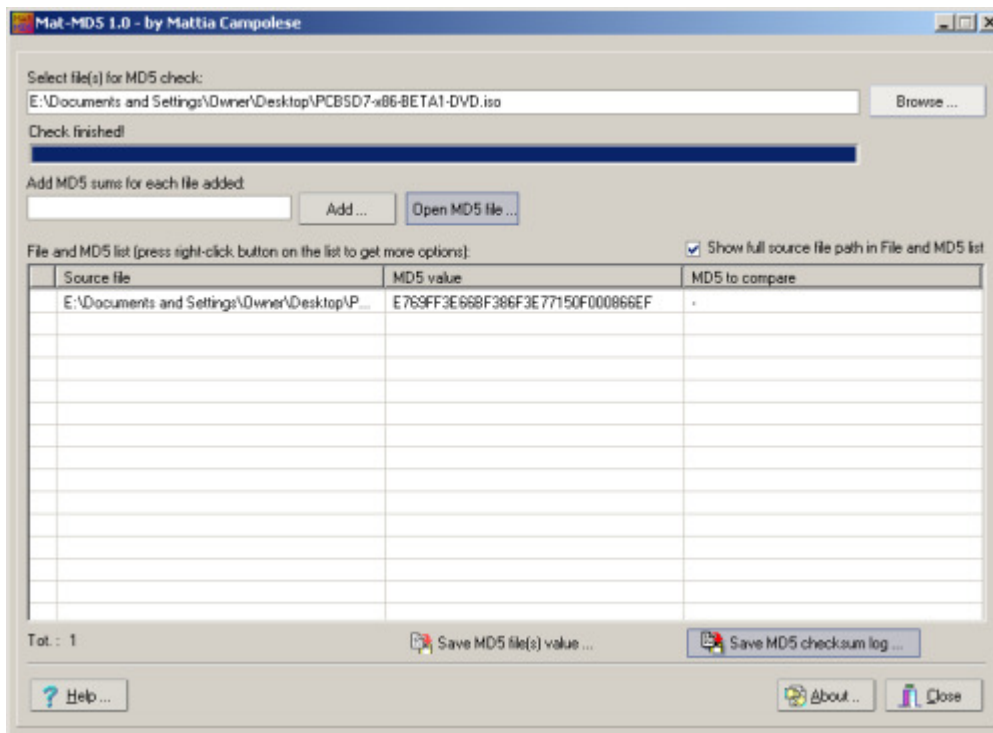 Mat-MD5 1.0 - by Mattia Campolese
Select file(s) for MD5 check:
E:\Documents and Settings\Owner\Desktop\PCBSD7-x86-BETA1-DVD.iso
Browse ...
Check finished!
Add MD5 sums for each file added:
Add ...
Open MD5 file ...
File and MD5 list (press right-click button on the list to get more options):
Show full source file path in File and MD5 list
Source file MD5 value MD5 to compare
E:\Documents and Settings\Owner\Desktop\P... E769FF3E66BF386F3E77150F000866EF -
Tot. : 1
Save MD5 file(s) value ...
Save MD5 checksum log ...
Help ...
About...
Close